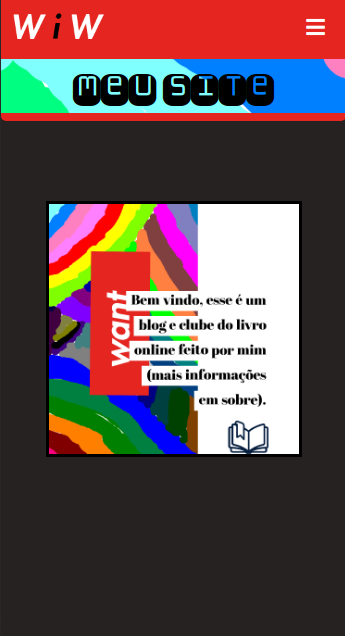 W i W
meu site
want
Bem vindo, esse é um
blog e clube do livro
online feito por mim
(mais informações
em sobre).